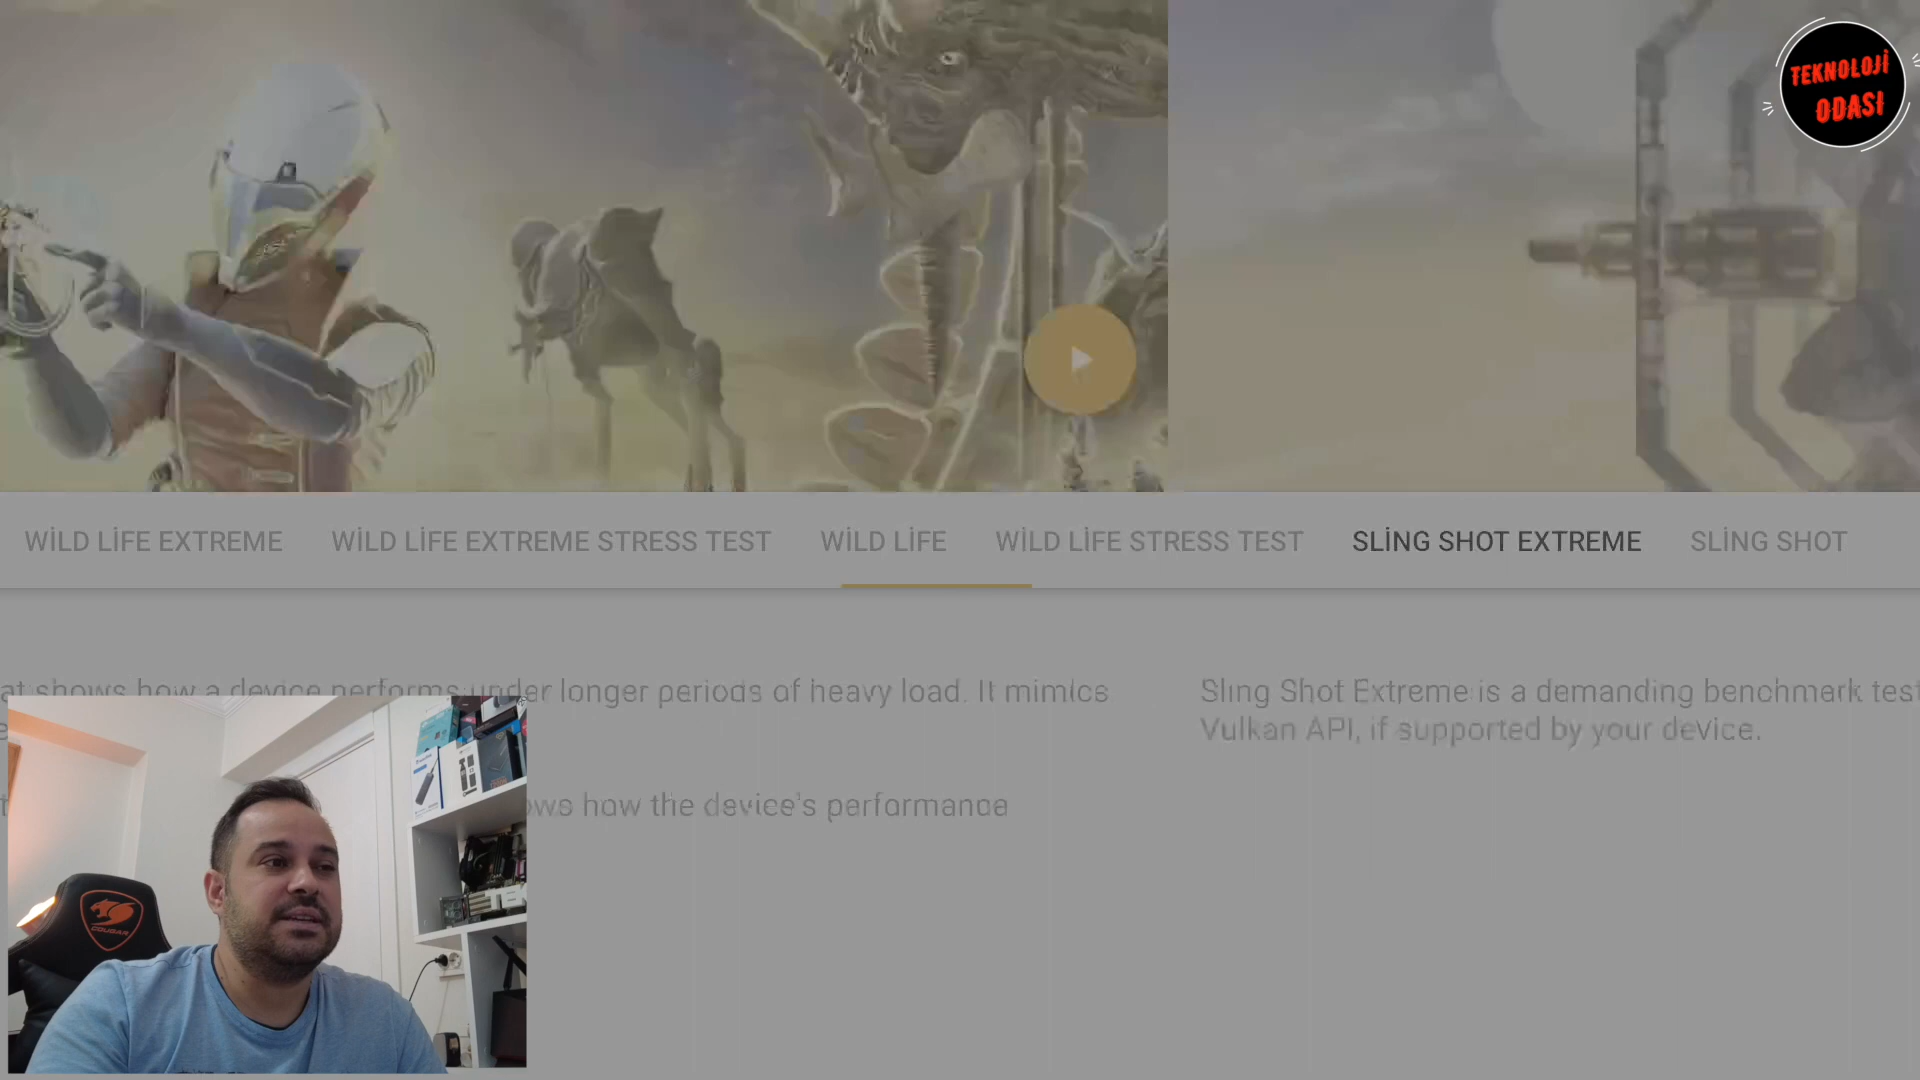 TEKNOLOJİ
ODASI
WİLD LİFE EXTREME
WİLD LİFE EXTREME STRESS TEST
WİLD LİFE
WİLD LİFE STRESS TEST
SLİNG SHOT EXTREME
SLİNG SHOT
at shows how a device performs under longer periods of heavy load. It mimics
ows how the device's performance
Sling Shot Extreme is a demanding benchmark test
Vulkan API, if supported by your device.
COUGAR